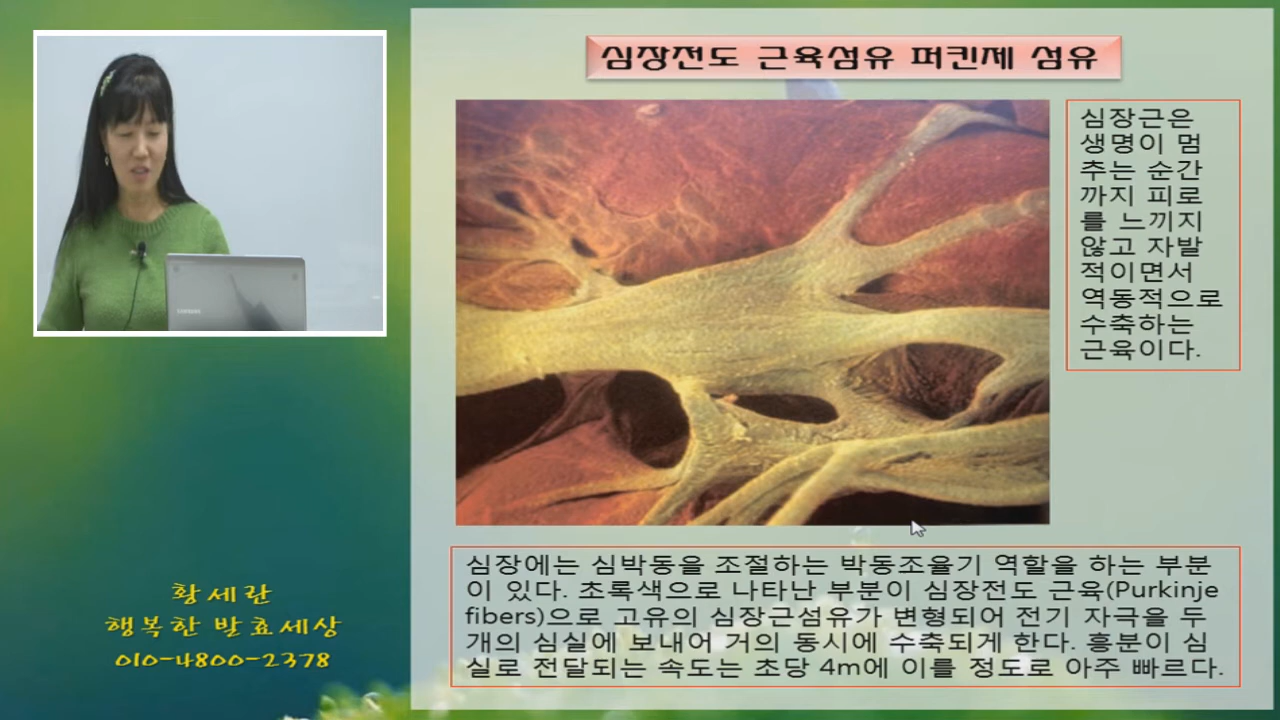 심장전도 근육섬유 퍼킨제 섬유
심장근은
생명이 멈
추는 순간
까지 피로
를 느끼지
않고 자발
적이면서
역동적으로
수축하는
근육이다.
심장에는 심박동을 조절하는 박동조율기 역할을 하는 부분
이 있다. 초록색으로 나타난 부분이 심장전도 근육(Purkinje
fibers)으로 고유의 심장근섬유가 변형되어 전기 자극을 두
개의 심실에 보내어 거의 동시에 수축되게 한다. 흥분이 심
실로 전달되는 속도는 초당 4m에 이를 정도로 아주 빠르다.
황세란
행복한 발효세상
010-4800-2378
SAMSUNG